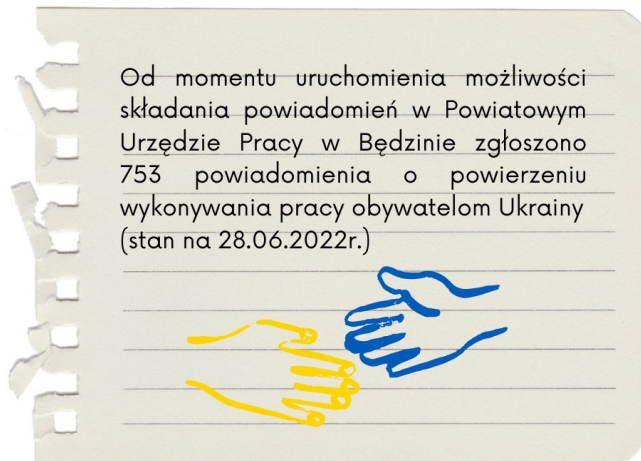 Od momentu uruchomienia możliwości
składania powiadomień w Powiatowym
Urzędzie Pracy w Będzinie zgłoszono
753 powiadomienia o powierzeniu
wykonywania pracy obywatelom Ukrainy
(stan na 28.06.2022r.)